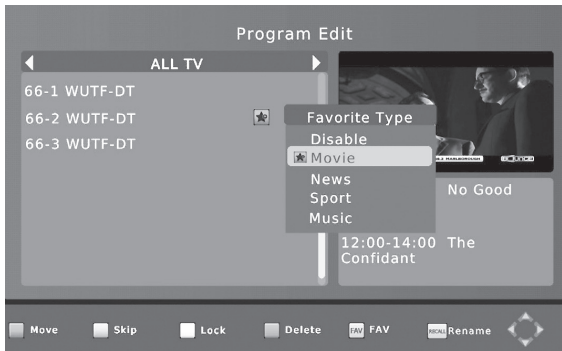 Program Edit
ALL TV
66-1 WUTF-DT
66-2 WUTF-DT
66-3 WUTF-DT
Favorite Type
Disable
Movie
News
Sport
Music
MARLBOROUGH
BOUNCE
No Good
12:00-14:00 The
Confidant
Move
Skip
Lock
Delete
FAV FAV
RECALL Rename